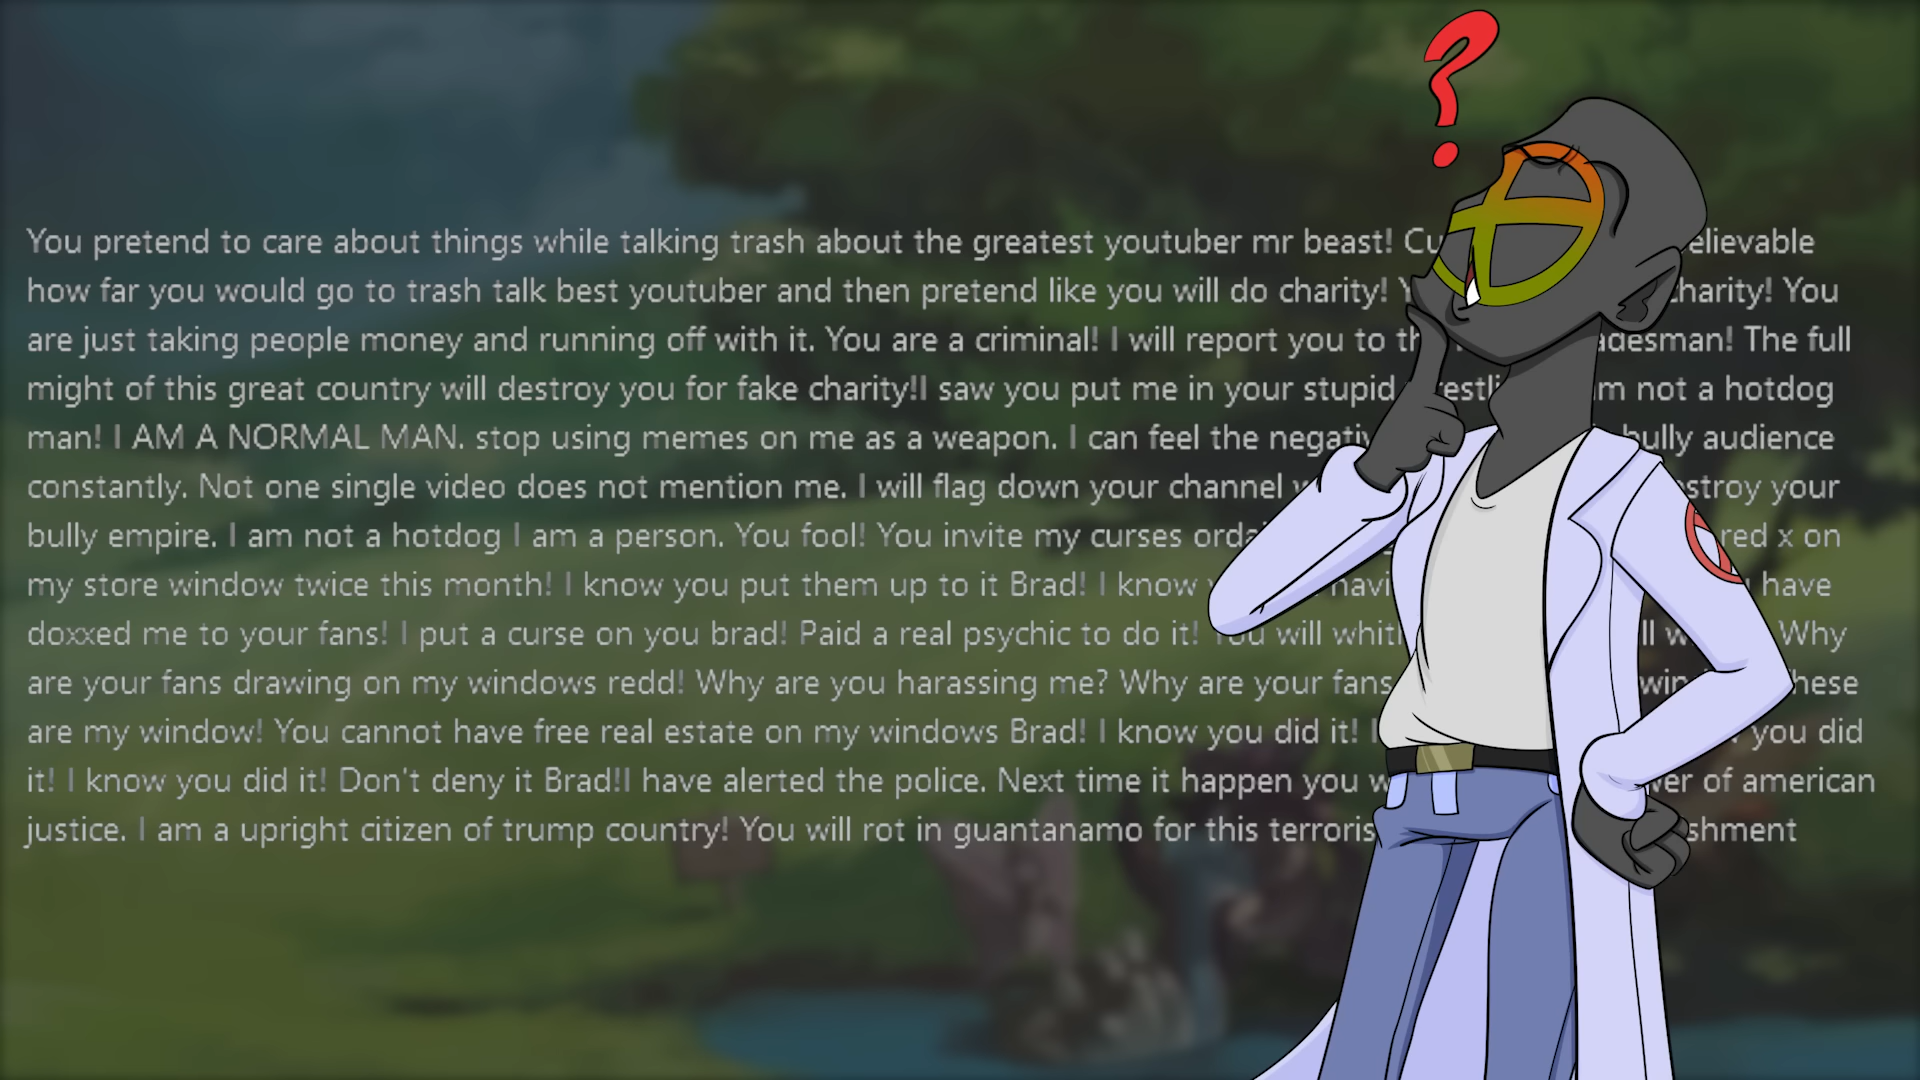 You pretend to care about things while talking trash about the greatest youtuber mr beast!
how far you would go to trash talk best youtuber and then pretend like you will do charity! charity! You
are just taking people money and running off with it. You are a criminal! I will report you to The full
might of this great country will destroy you for fake charity!I saw you put me in your stupid not a hotdog
man! I AM A NORMAL MAN. stop using memes on me as a weapon. I can feel the bully audience
constantly. Not one single video does not mention me. I will flag down your channel your
bully empire. I am not a hotdog I am a person. You fool! You invite my curses red x on
my store window twice this month! I know you put them up to it Brad! I know have
doxxed me to your fans! I put a curse on you brad! Paid a real psychic to do it! You will Why
are your fans drawing on my windows redd! Why are you harassing me? Why are your fans
are my window! You cannot have free real estate on my windows Brad! I know you did it! I you did
it! I know you did it! Don't deny it Brad!I have alerted the police. Next time it happen you of american
justice. I am a upright citizen of trump country! You will rot in guantanamo for this
?